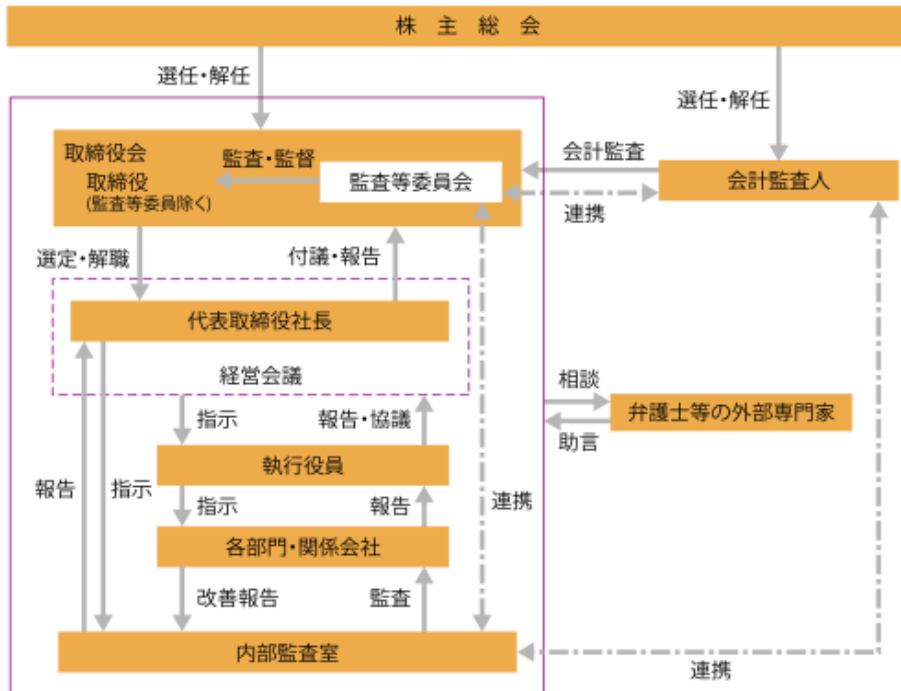 株主総会
選任・解任
選任・解任
取締役会
監査・監督
取締役
(監査等委員除く)
監査等委員会
会計監査
会計監査人
連携
選定・解職
付議・報告
代表取締役社長
経営会議
相談
弁護士等の外部専門家
助言
指示
報告・協議
執行役員
報告
指示
指示
報告
連携
各部門・関係会社
改善報告
監査
内部監査室
連携